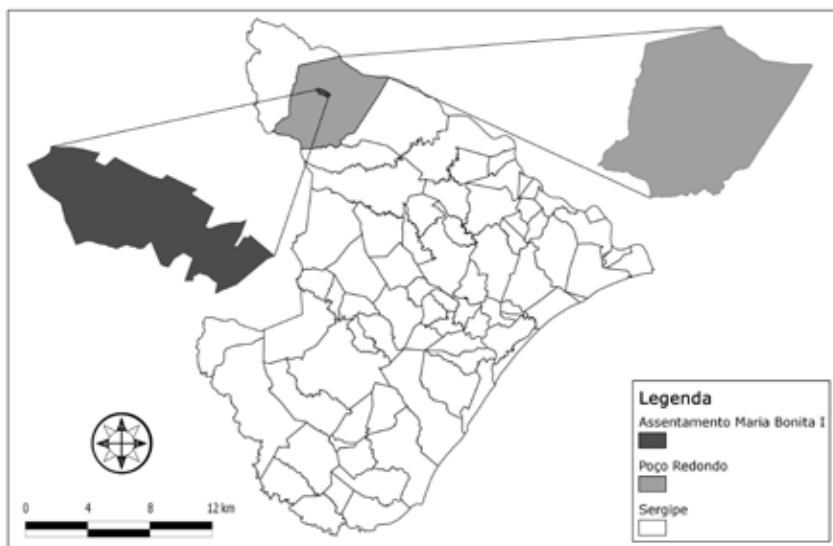 Legenda
Assentamento Maria Bonita I
Poço Redondo
Sergipe
0 4 8 12 km